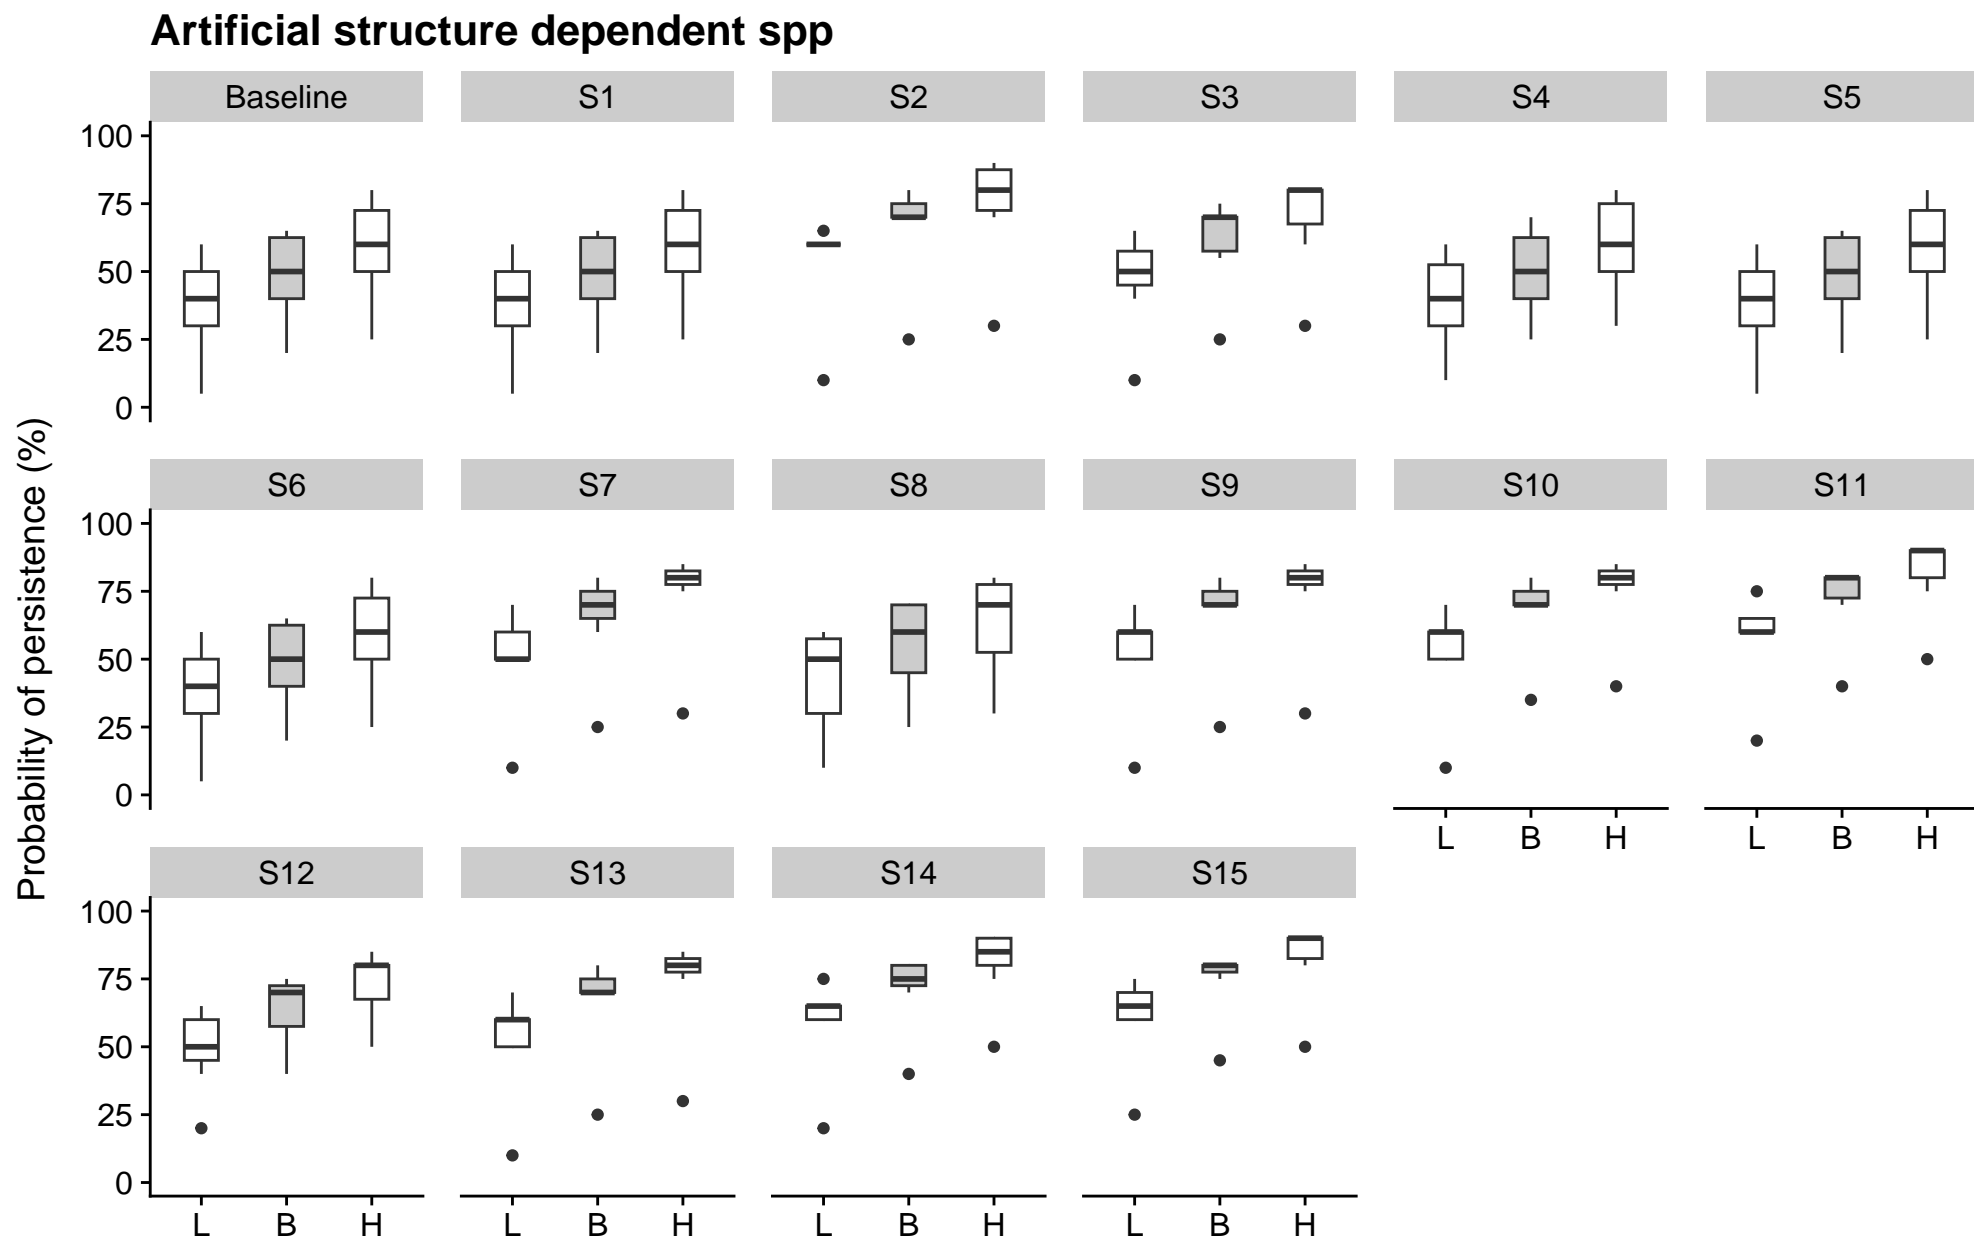 Artificial structure dependent spp
Baseline S1 S2 S3 S4 S5
100
75
50
25
0
Probability of persistence (%)
S6 S7 S8 S9 S10 S11
100
75
50
25
0
L B H L B H
S12 S13 S14 S15
100
75
50
25
0
L B H L B H L B H L B H